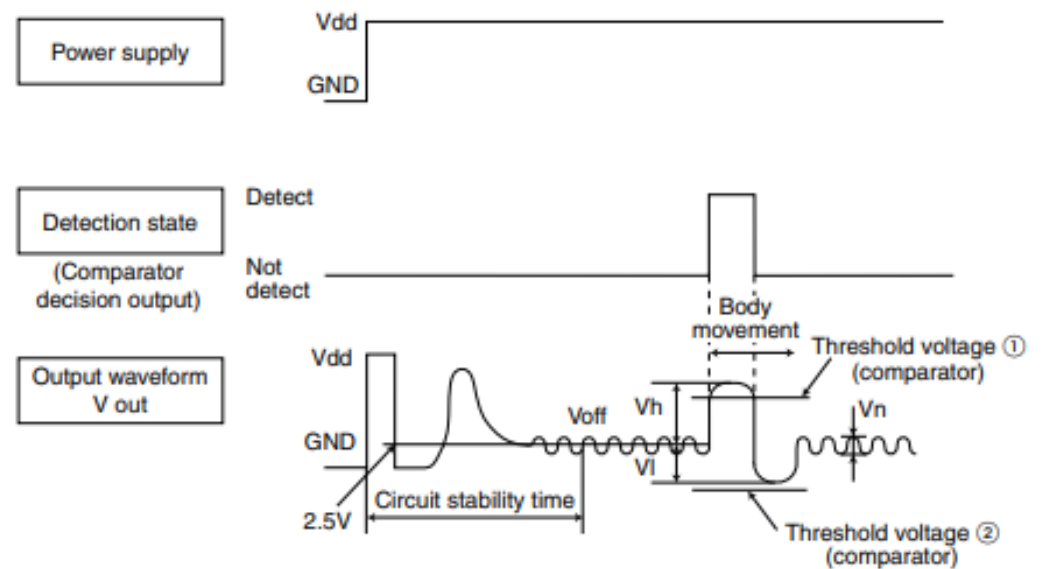 Power supply
Vdd
GND
Detection state
(Comparator
decision output)
Detect
Not
detect
Body
movement
Output waveform
V out
Vdd
GND
2.5V
Circuit stability time
Voff
Vh
Vl
Threshold voltage ①
(comparator)
Vn
Threshold voltage ②
(comparator)